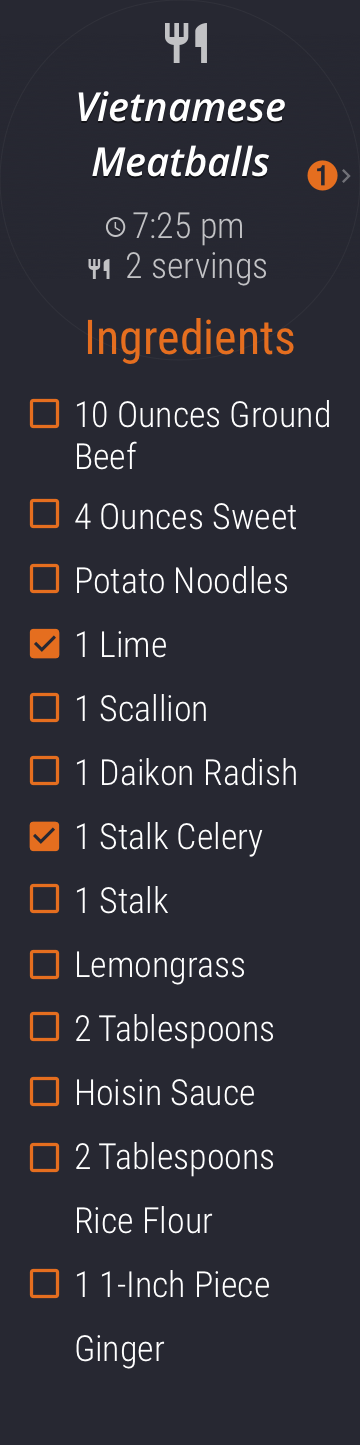 Vietnamese
Meatballs
1
7:25 pm
2 servings
Ingredients
10 Ounces Ground
Beef
4 Ounces Sweet
Potato Noodles
1 Lime
1 Scallion
1 Daikon Radish
1 Stalk Celery
1 Stalk
Lemongrass
2 Tablespoons
Hoisin Sauce
2 Tablespoons
Rice Flour
1 1-Inch Piece
Ginger